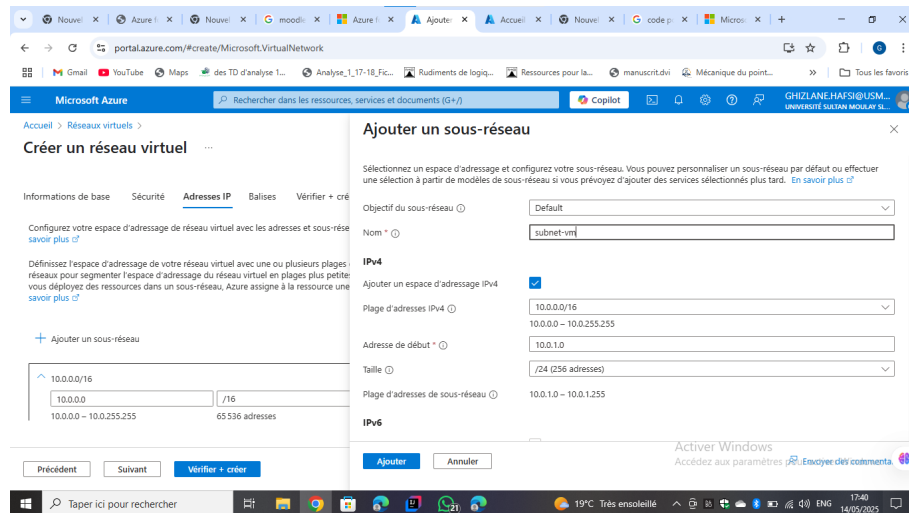 Nouvel
Azure f
Nouvel
moodle
Azure (
Ajouter
Accueil
Nouvel
code p
Micros
portal.azure.com/#create/Microsoft.VirtualNetwork
Gmail
YouTube
Maps
des TD d'analyse 1...
Analyse_1_17-18_Fic...
Rudiments de logiq...
Ressources pour la...
manuscrit.dvi
Mécanique du point...
Tous les favoris
Microsoft Azure
Rechercher dans les ressources, services et documents (G+/)
Copilot
GHIZLANE.HAFSI@USM...
UNIVERSITÉ SULTAN MOULAY SL...
Accueil > Réseaux virtuels >
Créer un réseau virtuel ...
Informations de base Sécurité Adresses IP Balises Vérifier + cré
Configurez votre espace d'adressage de réseau virtuel avec les adresses et sous-rése
savoir plus
Définissez l'espace d'adressage de votre réseau virtuel avec une ou plusieurs plages
réseaux pour segmenter l'espace d'adressage du réseau virtuel en plages plus petite
vous déployez des ressources dans un sous-réseau, Azure assigne à la ressource une
savoir plus
+ Ajouter un sous-réseau
10.0.0.0/16
10.0.0.0 /16
10.0.0.0 – 10.0.255.255 65 536 adresses
Précédent Suivant Vérifier + créer
Ajouter un sous-réseau
Sélectionnez un espace d'adressage et configurez votre sous-réseau. Vous pouvez personnaliser un sous-réseau par défaut ou effectuer
une sélection à partir de modèles de sous-réseau si vous prévoyez d'ajouter des services sélectionnés plus tard. En savoir plus
Objectif du sous-réseau Default
Nom * subnet-vm
IPv4
Ajouter un espace d'adressage IPv4
Plage d'adresses IPv4 10.0.0.0/16
10.0.0.0 – 10.0.255.255
Adresse de début * 10.0.1.0
Taille /24 (256 adresses)
Plage d'adresses de sous-réseau 10.0.1.0 – 10.0.1.255
IPv6
Ajouter Annuler
Activer Windows
Accédez aux paramètres
Envoyer des commenta
Taper ici pour rechercher
21
19°C Très ensoleillé
ENG
17:40
14/05/2025